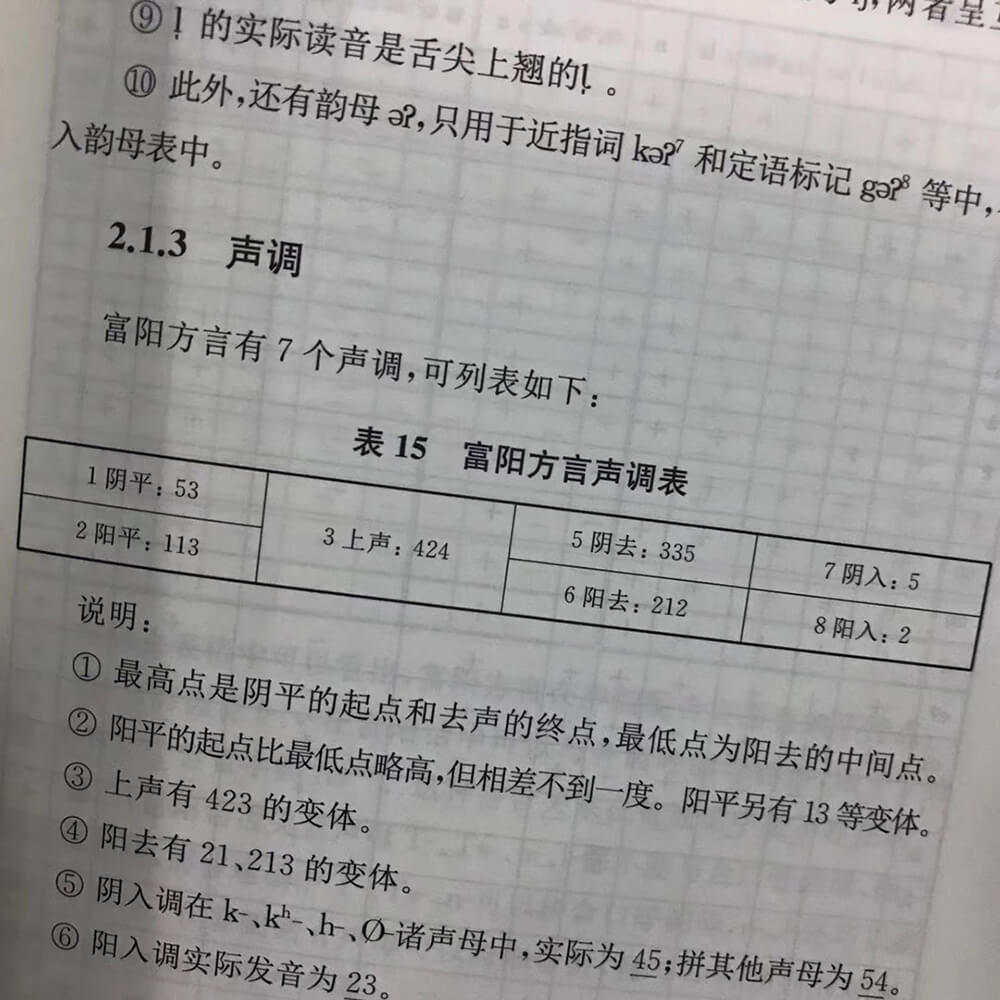 两者呈
⑨ l̩ 的实际读音是舌尖上翘的ɭ̩ 。
⑩ 此外,还有韵母 əʔ,只用于近指词 kəʔ⁷ 和定语标记 gəʔ⁸ 等中,
入韵母表中。
2.1.3 声调
富阳方言有 7 个声调,可列表如下:
表 15 富阳方言声调表
1 阴平: 53
2 阳平: 113
3 上声: 424
5 阴去: 335
6 阳去: 212
7 阴入: 5
8 阳入: 2
说明:
① 最高点是阴平的起点和去声的终点,最低点为阳去的中间点。
② 阳平的起点比最低点略高,但相差不到一度。阳平另有 13 等变体。
③ 上声有 423 的变体。
④ 阳去有 21、213 的变体。
⑤ 阴入调在 k-、kʰ-、h-、Ø-诸声母中,实际为 45;拼其他声母为 54。
⑥ 阳入调实际发音为 23。